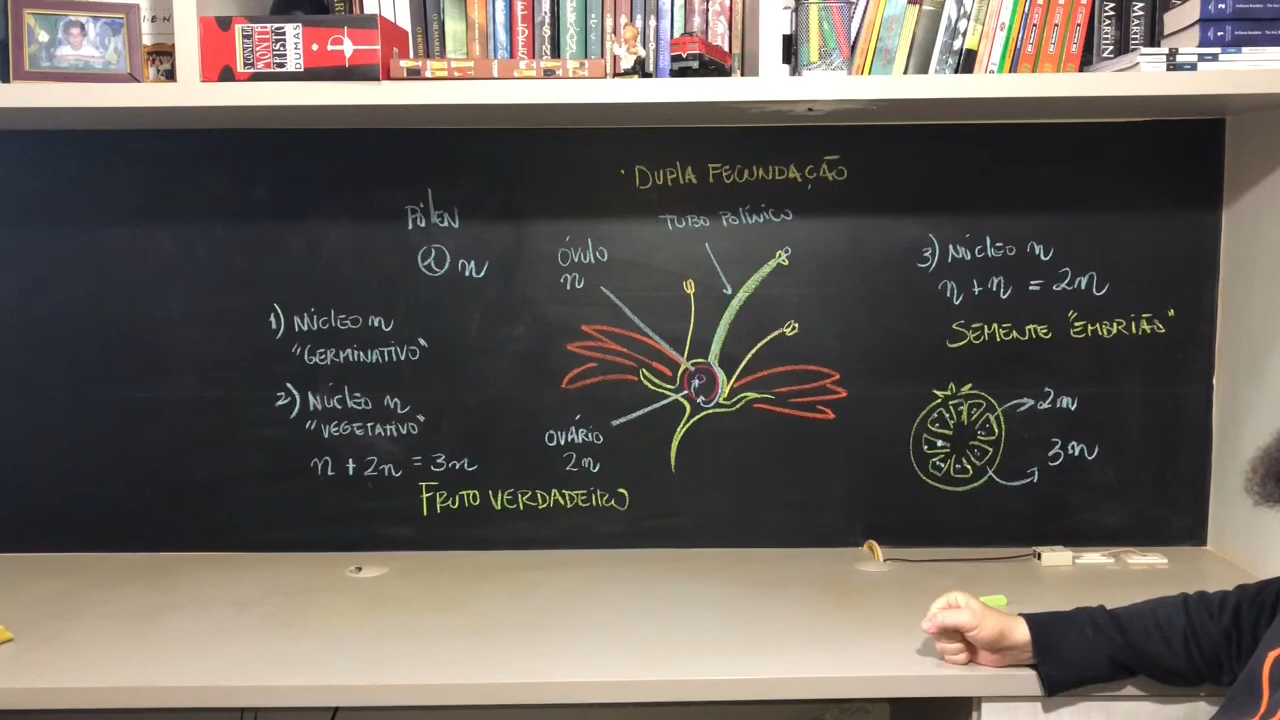 O CONDE DE
MONTE
CRISTO
DUMAS
MARTIN
MARTIN
· DUPLA FECUNDAÇÃO
PÓLEN
n
TUBO POLÍNICO
ÓVULO
n
1) NÚCLEO n
"GERMINATIVO"
2) NÚCLEO n
"VEGETATIVO"
n + 2n = 3n
FRUTO VERDADEIRO
OVÁRIO
2n
3) NÚCLEO n
n + n = 2n
SEMENTE "EMBRIÃO"
2n
3n